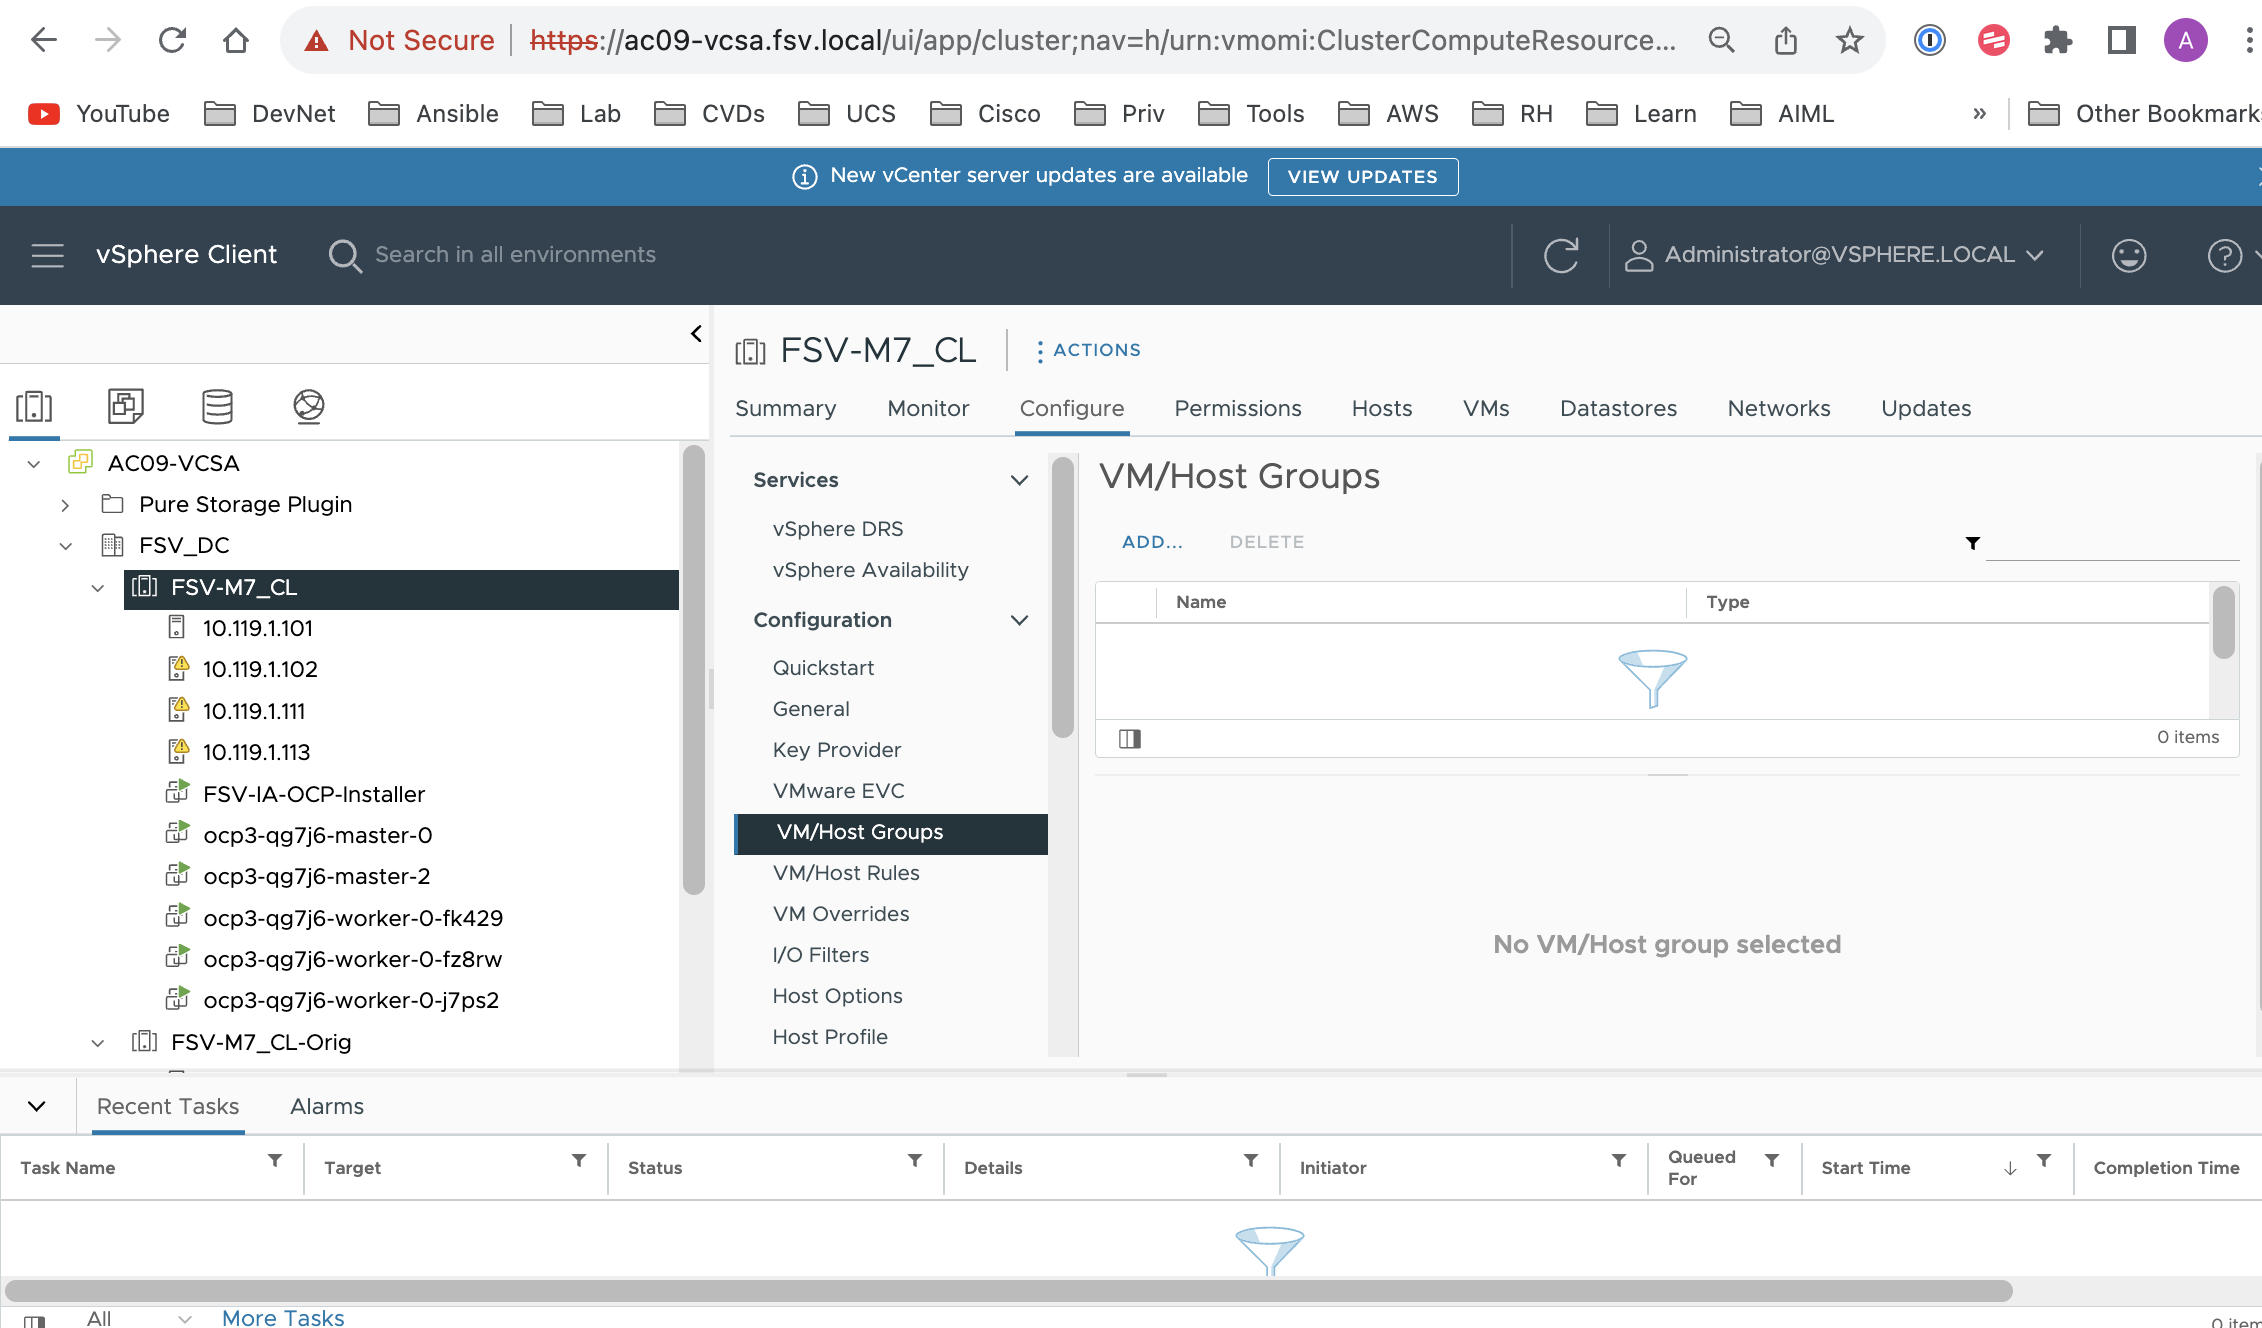 Not Secure https://ac09-vcsa.fsv.local/ui/app/cluster;nav=h/urn:vmomi:ClusterComputeResource... A
YouTube DevNet Ansible Lab CVDs UCS Cisco Priv Tools AWS RH Learn AIML » Other Bookmarks
New vCenter server updates are available VIEW UPDATES
vSphere Client Search in all environments Administrator@VSPHERE.LOCAL
FSV-M7_CL ACTIONS
Summary Monitor Configure Permissions Hosts VMs Datastores Networks Updates
AC09-VCSA
Pure Storage Plugin
FSV_DC
FSV-M7_CL
10.119.1.101
10.119.1.102
10.119.1.111
10.119.1.113
FSV-IA-OCP-Installer
ocp3-qg7j6-master-0
ocp3-qg7j6-master-2
ocp3-qg7j6-worker-0-fk429
ocp3-qg7j6-worker-0-fz8rw
ocp3-qg7j6-worker-0-j7ps2
FSV-M7_CL-Orig
Services
vSphere DRS
vSphere Availability
Configuration
Quickstart
General
Key Provider
VMware EVC
VM/Host Groups
VM/Host Rules
VM Overrides
I/O Filters
Host Options
Host Profile
VM/Host Groups
ADD... DELETE
Name Type
0 items
No VM/Host group selected
Recent Tasks Alarms
Task Name Target Status Details Initiator Queued For Start Time Completion Time
All More Tasks 0 item